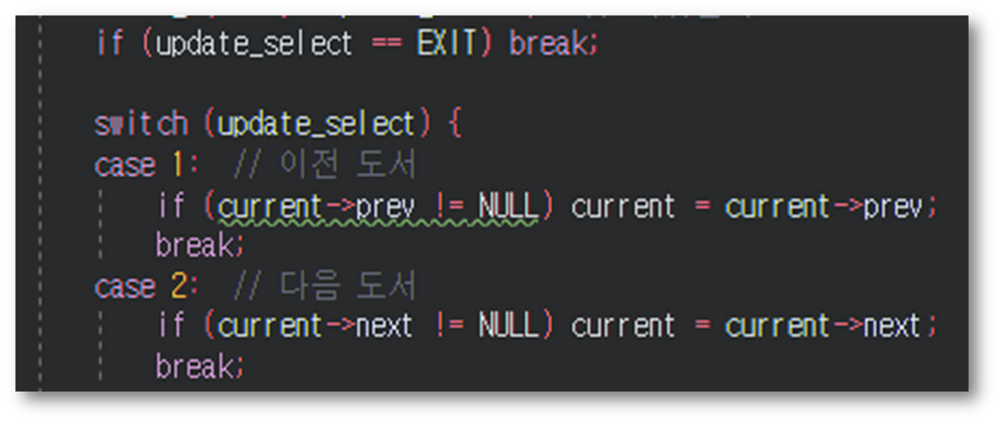 if (update_select == EXIT) break;
switch (update_select) {
case 1:  // 이전 도서
if (current->prev != NULL) current = current->prev;
break;
case 2:  // 다음 도서
if (current->next != NULL) current = current->next;
break;